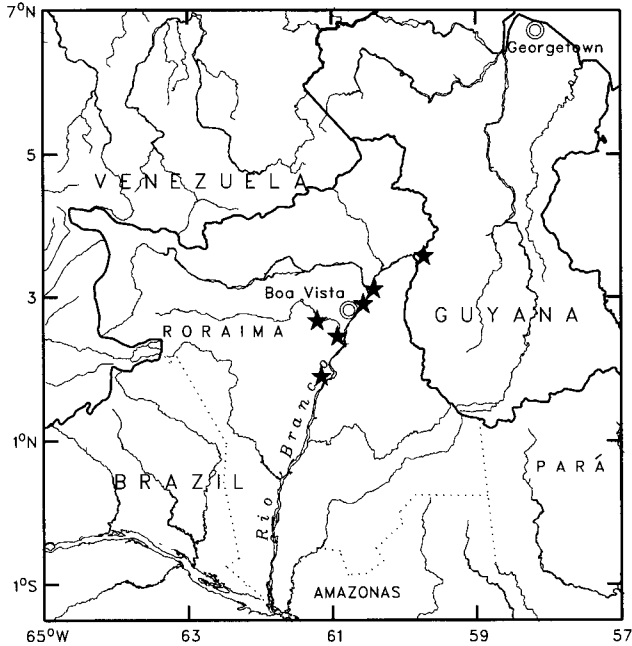 7°N
Georgetown
5
VENEZUELA
Boa Vista
3
GUYANA
RORAIMA
Rio Branco
1°N
PARÁ
BRAZIL
1°S
AMAZONAS
65°W
63
61
59
57